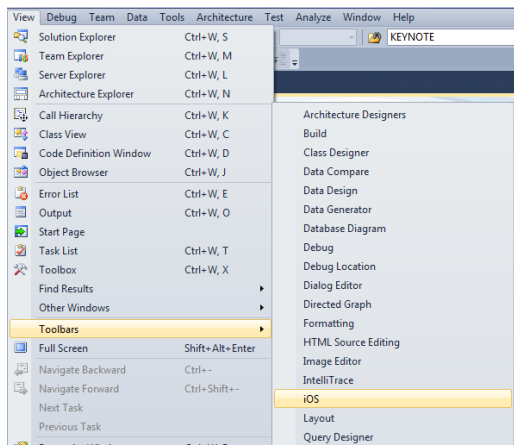 View Debug Team Data Tools Architecture Test Analyze Window Help
KEYNOTE
Solution Explorer Ctrl+W, S
Team Explorer Ctrl+W, M
Server Explorer Ctrl+W, L
Architecture Explorer Ctrl+W, N
Call Hierarchy Ctrl+W, K
Class View Ctrl+W, C
Code Definition Window Ctrl+W, D
Object Browser Ctrl+W, J
Error List Ctrl+W, E
Output Ctrl+W, O
Start Page
Task List Ctrl+W, T
Toolbox Ctrl+W, X
Find Results
Other Windows
Toolbars
Full Screen Shift+Alt+Enter
Navigate Backward Ctrl+-
Navigate Forward Ctrl+Shift+-
Next Task
Previous Task
Architecture Designers
Build
Class Designer
Data Compare
Data Design
Data Generator
Database Diagram
Debug
Debug Location
Dialog Editor
Directed Graph
Formatting
HTML Source Editing
Image Editor
IntelliTrace
iOS
Layout
Query Designer